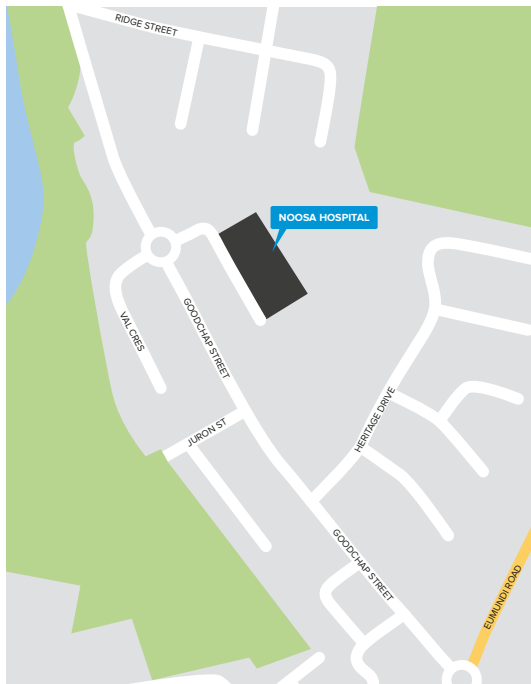 RIDGE STREET
NOOSA HOSPITAL
VAL CRES
GOODCHAP STREET
JURON ST
HERITAGE DRIVE
GOODCHAP STREET
EUMUNDI ROAD